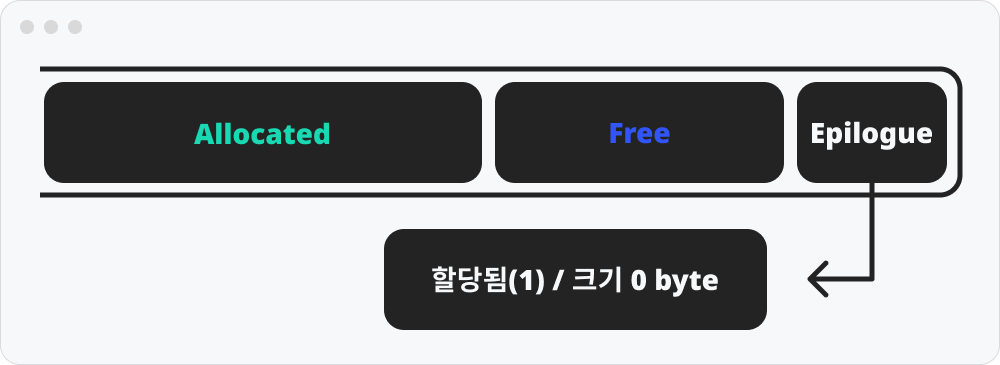 Allocated
Free
Epilogue
할당됨(1) / 크기 0 byte